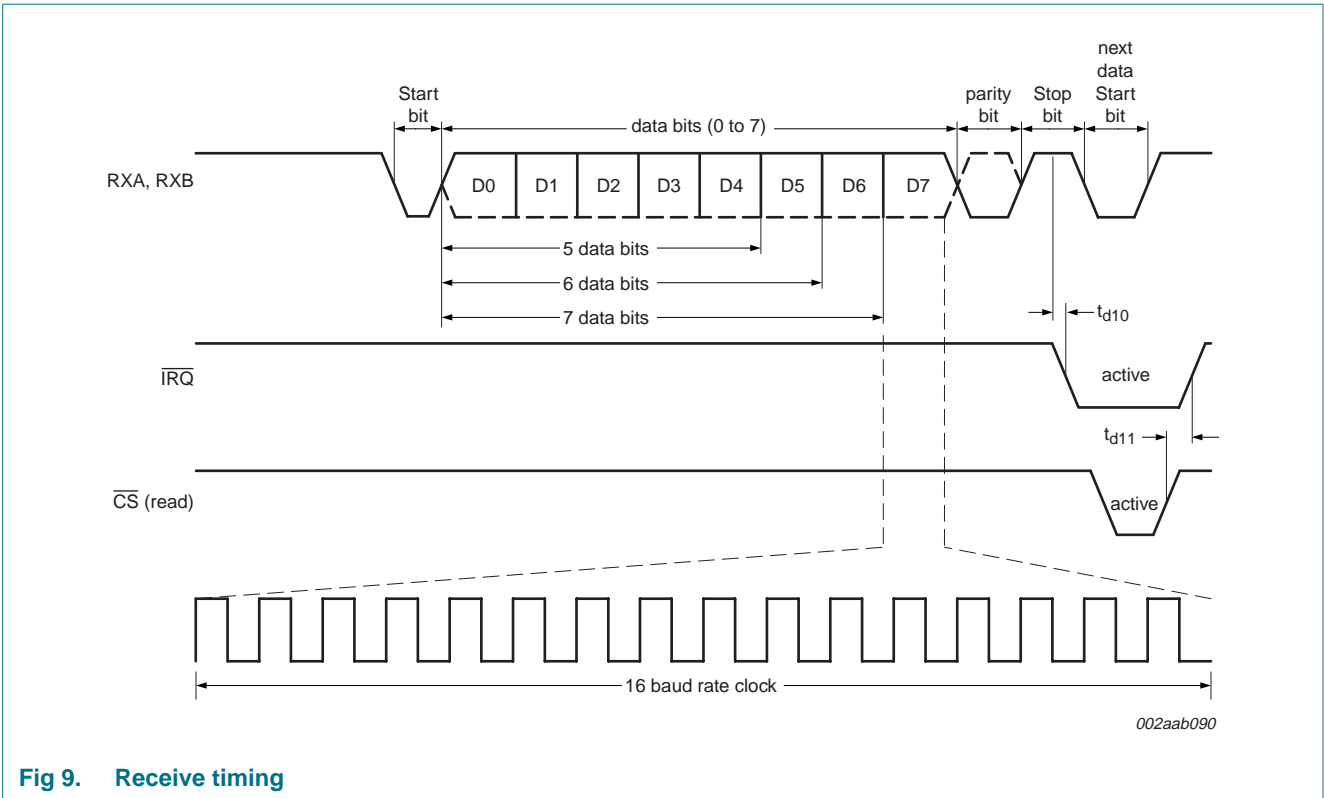 next
data
Start
bit
Start
bit
parity
bit
Stop
bit
data bits (0 to 7)
RXA, RXB
D0 D1 D2 D3 D4 D5 D6 D7
5 data bits
6 data bits
7 data bits
td10
IRQ
active
td11
CS (read)
active
16 baud rate clock
002aab090
Fig 9. Receive timing